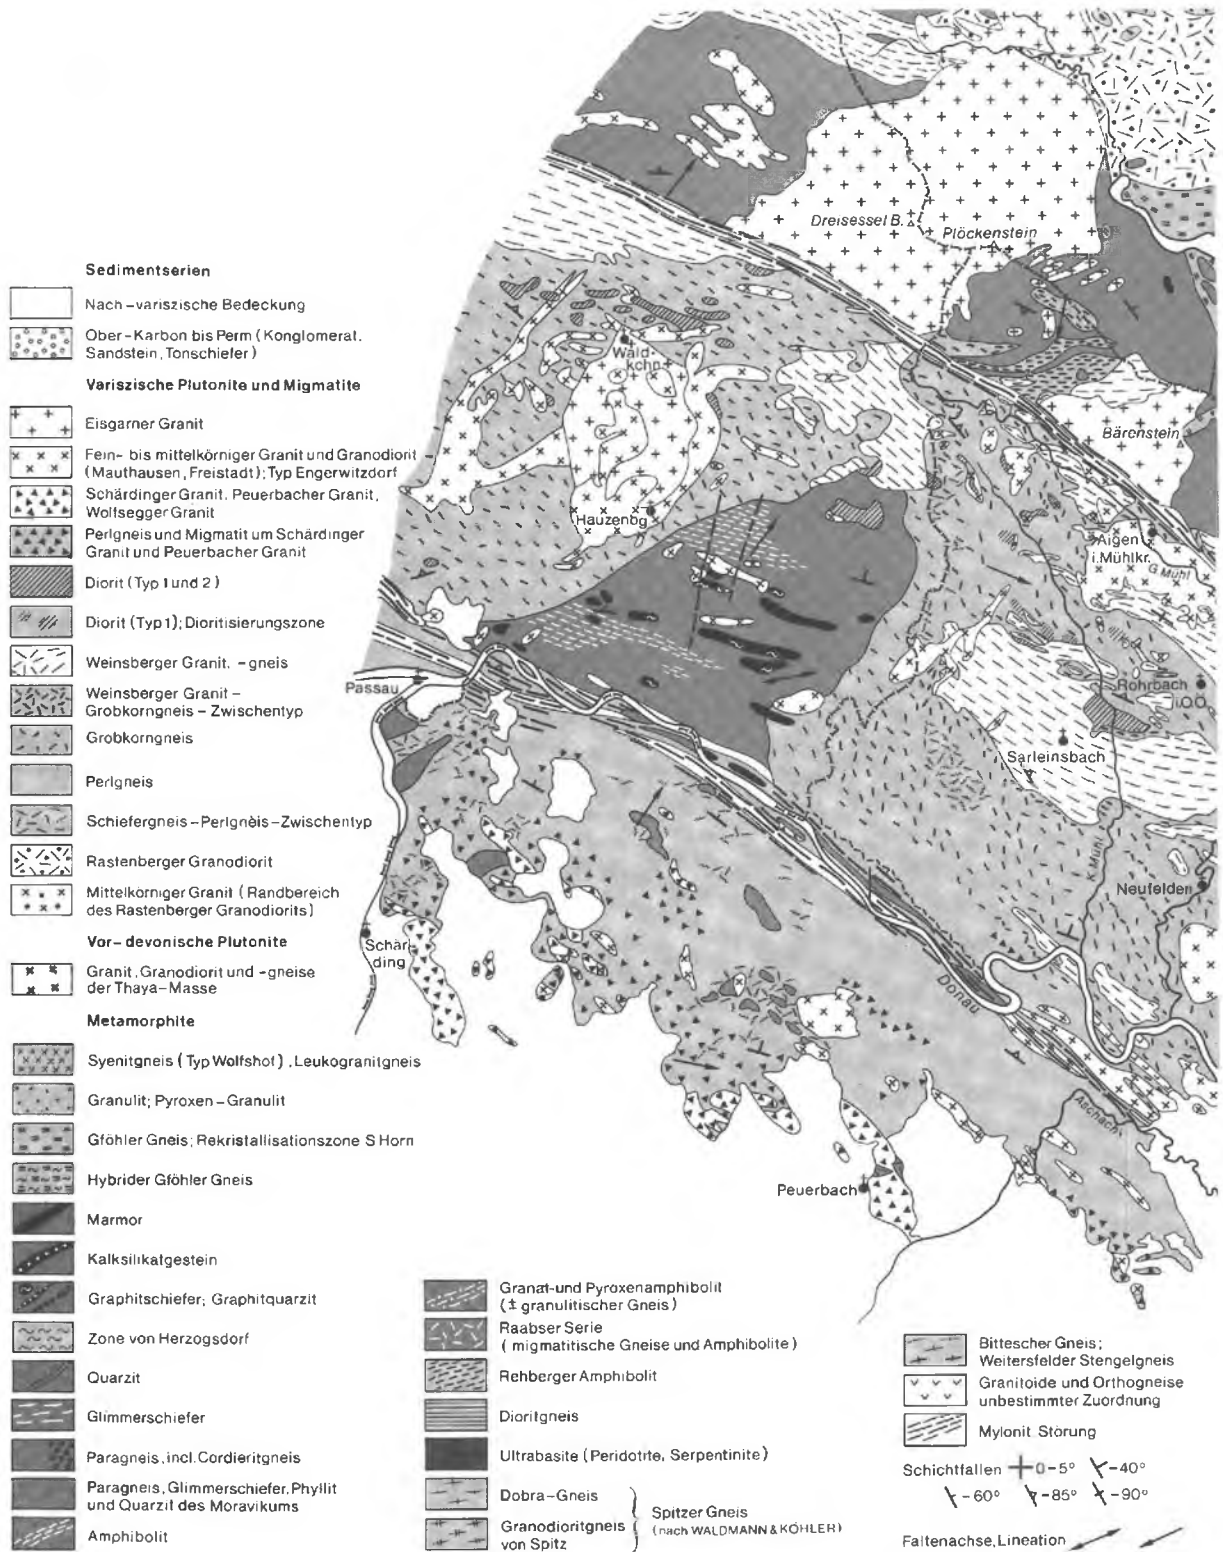 Sedimentserien
Nach-variszische Bedeckung
Ober-Karbon bis Perm (Konglomerat,
Sandstein, Tonschiefer)
Variszische Plutonite und Migmatite
Eisgarner Granit
Fein- bis mittelkörniger Granit und Granodiorit
(Mauthausen, Freistadt); Typ Engerwitzdorf
Schärdinger Granit, Peuerbacher Granit,
Wolfsegger Granit
Perlgneis und Migmatit um Schärdinger
Granit und Peuerbacher Granit
Diorit (Typ 1 und 2)
Diorit (Typ 1); Dioritisierungszone
Weinsberger Granit, -gneis
Weinsberger Granit -
Grobkorngneis - Zwischentyp
Grobkorngneis
Perlgneis
Schiefergneis - Perlgneis - Zwischentyp
Rastenberger Granodiorit
Mittelkörniger Granit (Randbereich
des Rastenberger Granodiorits)
Vor-devonische Plutonite
Granit, Granodiorit und -gneise
der Thaya-Masse
Metamorphite
Syenitgneis (Typ Wolfshof), Leukogranitgneis
Granulit; Pyroxen-Granulit
Gföhler Gneis; Rekristallisationszone S Horn
Hybrider Gföhler Gneis
Marmor
Kalksilikatgestein
Graphitschiefer; Graphitquarzit
Zone von Herzogsdorf
Quarzit
Glimmerschiefer
Paragneis, incl. Cordieritgneis
Paragneis, Glimmerschiefer, Phyllit
und Quarzit des Moravikums
Amphibolit
Granat- und Pyroxenamphibolit
(± granulitischer Gneis)
Raabser Serie
(migmatitische Gneise und Amphibolite)
Rehberger Amphibolit
Dioritgneis
Ultrabasite (Peridotite, Serpentinite)
Dobra-Gneis
Granodioritgneis
von Spitz
Spitzer Gneis
(nach WALDMANN & KÖHLER)
Bittescher Gneis;
Weitersfelder Stengelgneis
Granitoide und Orthogneise
unbestimmter Zuordnung
Mylonit Störung
Schichtfallen 0-5° -40°
-60° -85° -90°
Faltenachse, Lineation
Dreisessel B.
Plöckenstein
Wald-
kchn
Bärenstein
Hauzenbg
Aigen
i. Mühlkr.
G. Mühl
Passau
Rohrbach
i.O.Ö.
Sarleinsbach
K. Mühl
Neufelden
Schär-
ding
Donau
Aschach
Peuerbach